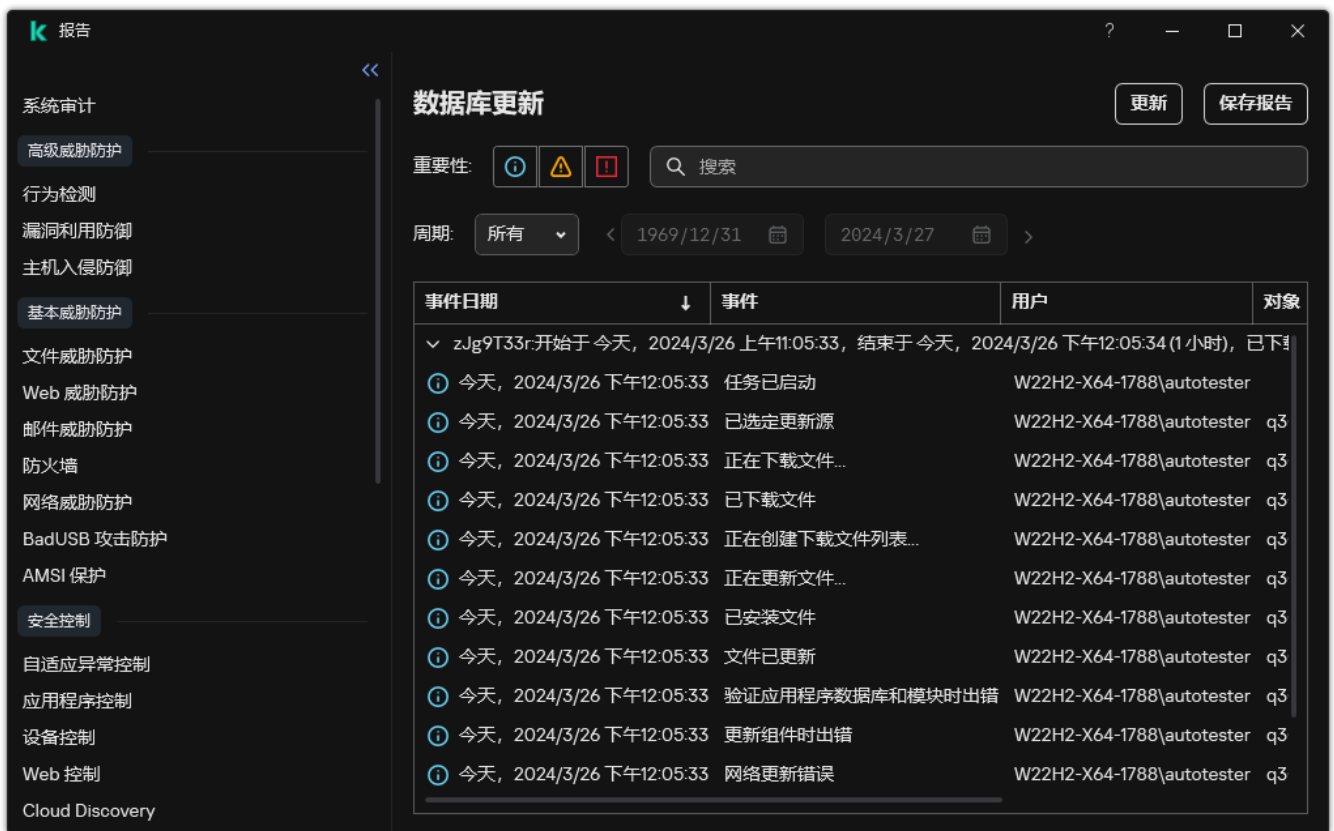 报告
?
系统审计
高级威胁防护
行为检测
漏洞利用防御
主机入侵防御
基本威胁防护
文件威胁防护
Web 威胁防护
邮件威胁防护
防火墙
网络威胁防护
BadUSB 攻击防护
AMSI 保护
安全控制
自适应异常控制
应用程序控制
设备控制
Web 控制
Cloud Discovery
数据库更新
更新 保存报告
重要性: 搜索
周期: 所有 1969/12/31 2024/3/27
事件日期 ↓ 事件 用户 对象
zJg9T33r:开始于 今天，2024/3/26 上午11:05:33，结束于 今天，2024/3/26 下午12:05:34 (1 小时)，已下
今天，2024/3/26 下午12:05:33 任务已启动 W22H2-X64-1788\autotester
今天，2024/3/26 下午12:05:33 已选定更新源 W22H2-X64-1788\autotester q3
今天，2024/3/26 下午12:05:33 正在下载文件... W22H2-X64-1788\autotester q3
今天，2024/3/26 下午12:05:33 已下载文件 W22H2-X64-1788\autotester q3
今天，2024/3/26 下午12:05:33 正在创建下载文件列表... W22H2-X64-1788\autotester q3
今天，2024/3/26 下午12:05:33 正在更新文件... W22H2-X64-1788\autotester q3
今天，2024/3/26 下午12:05:33 已安装文件 W22H2-X64-1788\autotester q3
今天，2024/3/26 下午12:05:33 文件已更新 W22H2-X64-1788\autotester q3
今天，2024/3/26 下午12:05:33 验证应用程序数据库和模块时出错 W22H2-X64-1788\autotester q3
今天，2024/3/26 下午12:05:33 更新组件时出错 W22H2-X64-1788\autotester q3
今天，2024/3/26 下午12:05:33 网络更新错误 W22H2-X64-1788\autotester q3